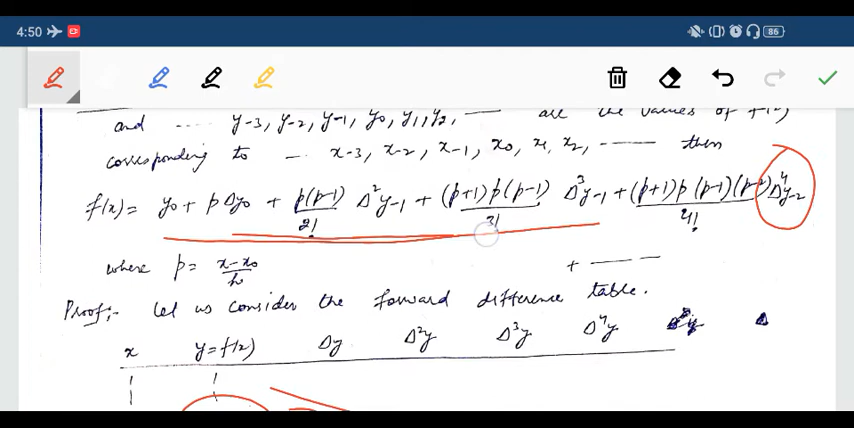 4:50
86
and ..... y-3, y-2, y-1, y0, y1, y2, —— are the values of f(x)
corresponding to — x-3, x-2, x-1, x0, x1, x2, —— then
f(x) = y0 + p Δy0 + p(p-1)/2! Δ²y-1 + (p+1)p(p-1)/3! Δ³y-1 + (p+1)p(p-1)(p-2)/4! Δ⁴y-2
where p = x-x0/h + —— —
Proof:- Let us consider the forward difference table.
x y=f(x) Δy Δ²y Δ³y Δ⁴y Δ